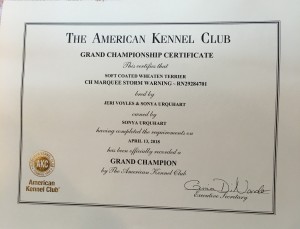 THE AMERICAN KENNEL CLUB
GRAND CHAMPIONSHIP CERTIFICATE
This certifies that
SOFT COATED WHEATEN TERRIER
CH MARQUEE STORM WARNING - RN29284701
bred by
JERI VOYLES & SONYA URQUHART
owned by
SONYA URQUHART
having completed the requirements on
APRIL 13, 2018
has been officially recorded a
GRAND CHAMPION
by The American Kennel Club
AKC
American
Kennel Club
Executive Secretary